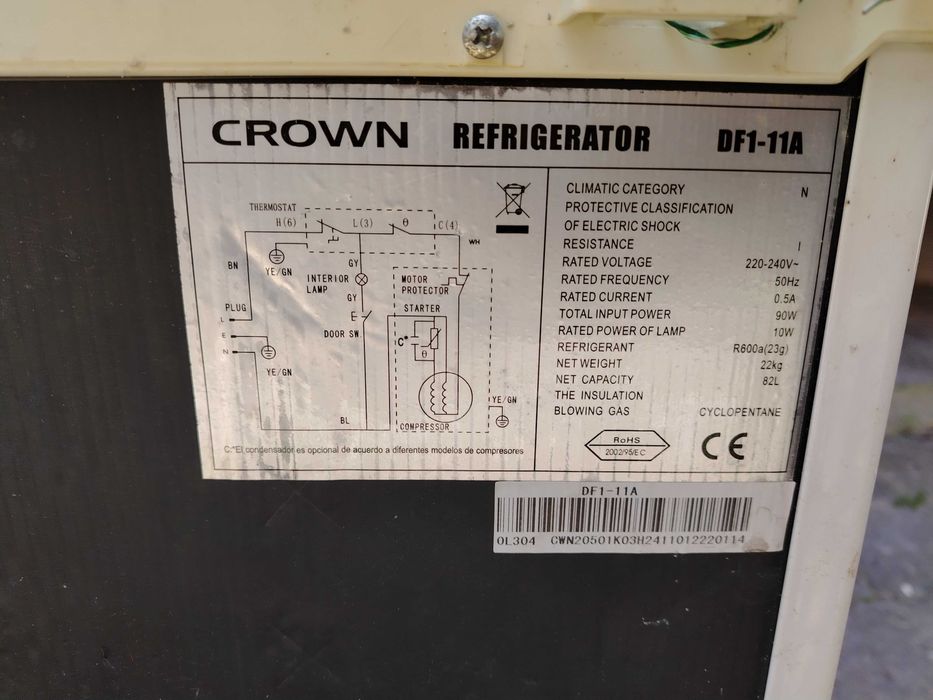 CROWN REFRIGERATOR DF1-11A
THERMOSTAT
H(6) L(3) θ C(4)
WH
BN
YE/GN
GY
INTERIOR
LAMP
GY
MOTOR
PROTECTOR
PLUG
STARTER
L
E
N
E
DOOR SW.
C*
θ
YE/GN
YE/GN
BL
COMPRESSOR
C:*El condensador es opcional de acuerdo a diferentes modelos de compresores
CLIMATIC CATEGORY N
PROTECTIVE CLASSIFICATION
OF ELECTRIC SHOCK
RESISTANCE I
RATED VOLTAGE 220-240V~
RATED FREQUENCY 50Hz
RATED CURRENT 0.5A
TOTAL INPUT POWER 90W
RATED POWER OF LAMP 10W
REFRIGERANT R600a(23g)
NET WEIGHT 22kg
NET CAPACITY 82L
THE INSULATION
BLOWING GAS CYCLOPENTANE
RoHS
2002/95/EC
CE
DF1-11A
0L304 CWN20501K03H2411012220114